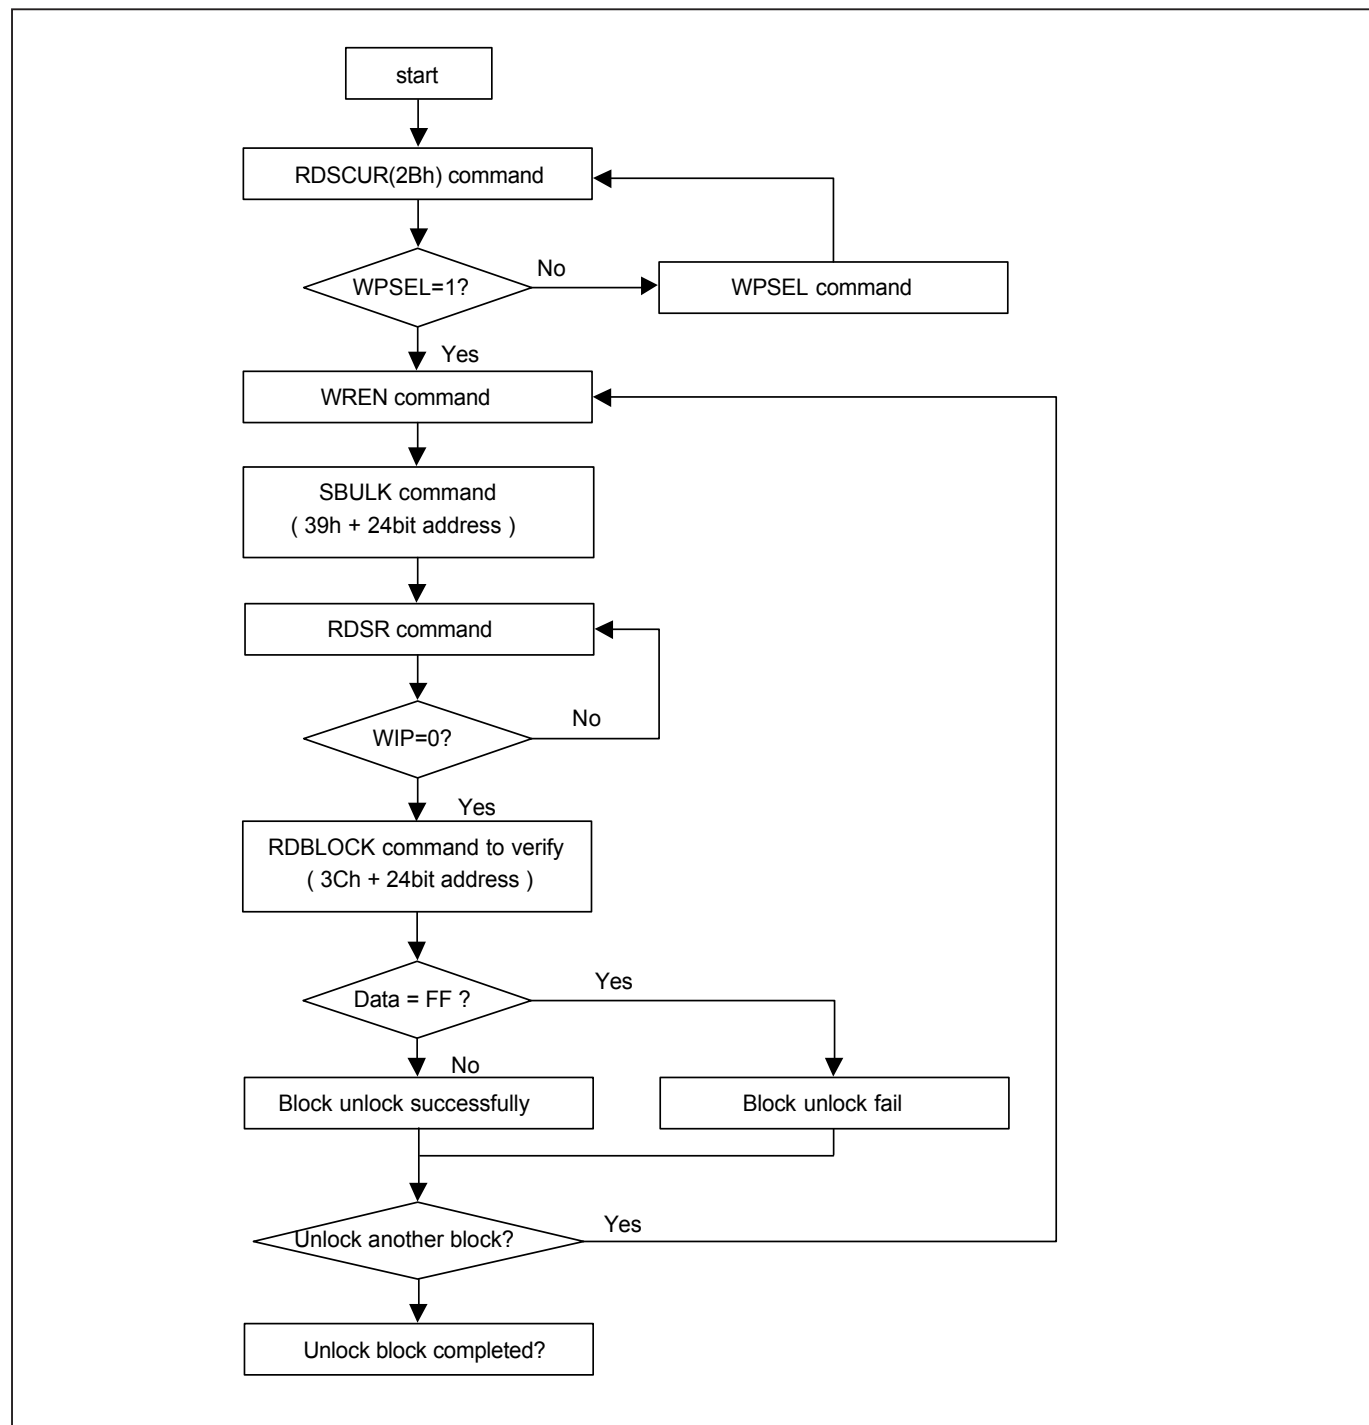 start
RDSCUR(2Bh) command
WPSEL=1?
No
WPSEL command
Yes
WREN command
SBULK command
( 39h + 24bit address )
RDSR command
WIP=0?
No
Yes
RDBLOCK command to verify
( 3Ch + 24bit address )
Data = FF ?
Yes
No
Block unlock successfully
Block unlock fail
Unlock another block?
Yes
Unlock block completed?